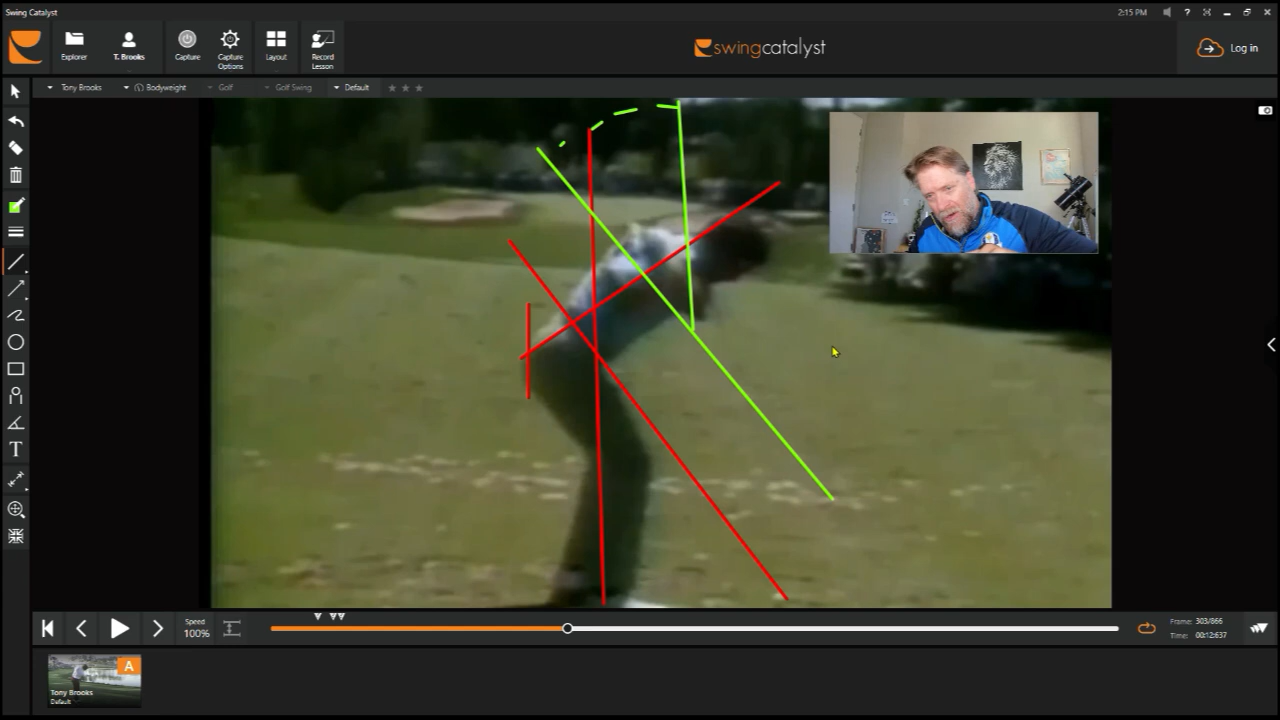 Swing Catalyst
2:15 PM
?
Explorer
T. Brooks
Capture
Capture
Options
Layout
Record
Lesson
swingcatalyst
Log in
Tony Brooks
Bodyweight
Golf
Golf Swing
Default
T
Speed
100%
Frame: 303/866
Time: 00:12:637
A
Tony Brooks
Default